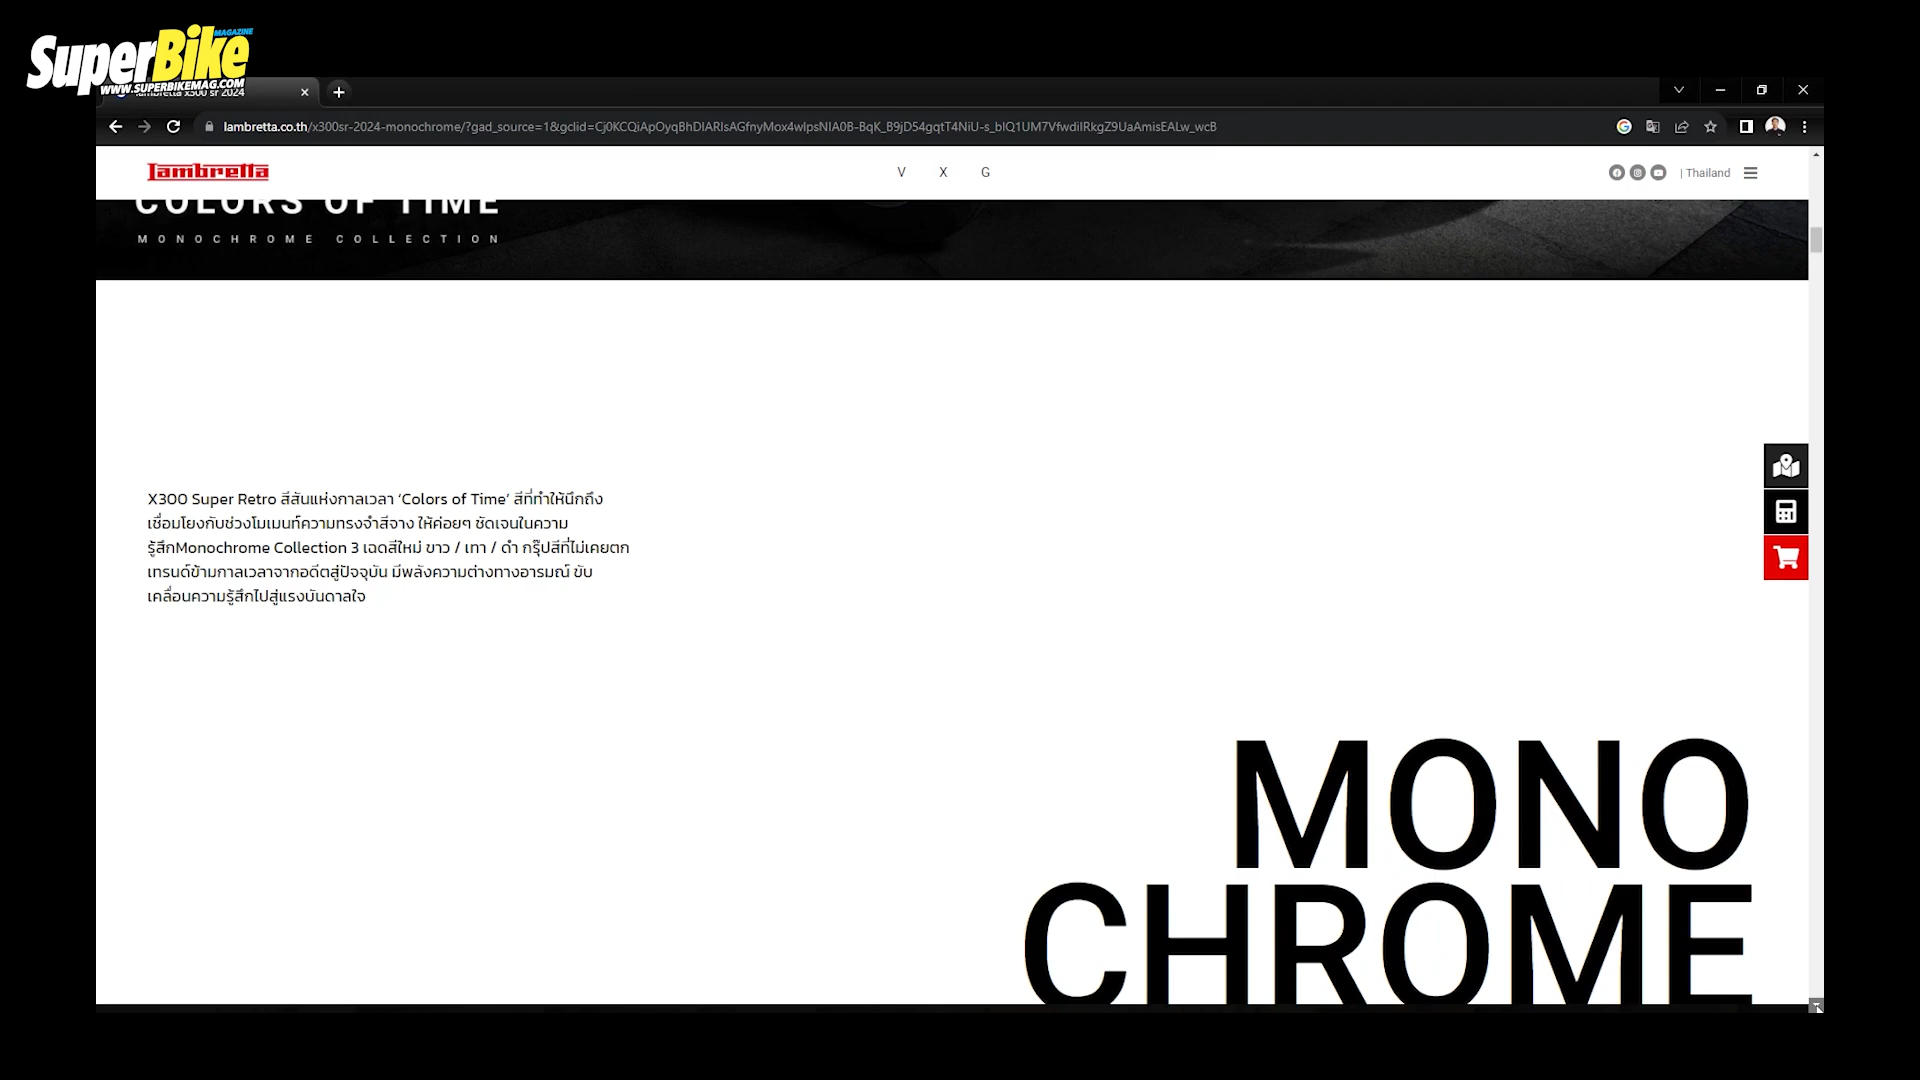 SuperBike
MAGAZINE
WWW.SUPERBIKEMAG.COM
lambretta x300 sr 2024
lambretta.co.th/x300sr-2024-monochrome/?gad_source=1&gclid=Cj0KCQiApOyqBhDlARIsAGfnyMox4wlpsNIA0B-BqK_B9jD54gqtT4NiU-s_blQ1UM7VfwdiIRkgZ9UaAmisEALw_wcB
lambretta
V X G
| Thailand
COLORS OF TIME
MONOCHROME COLLECTION
X300 Super Retro สีสันแห่งกาลเวลา ‘Colors of Time’ สีที่ทำให้นึกถึง
เชื่อมโยงกับช่วงโมเมนท์ความทรงจำสีจาง ให้ค่อยๆ ชัดเจนในความ
รู้สึกMonochrome Collection 3 เฉดสีใหม่ ขาว / เทา / ดำ กรุ๊ปสีที่ไม่เคยตก
เทรนด์ข้ามกาลเวลาจากอดีตสู่ปัจจุบัน มีพลังความต่างทางอารมณ์ ขับ
เคลื่อนความรู้สึกไปสู่แรงบันดาลใจ
MONO
CHROME